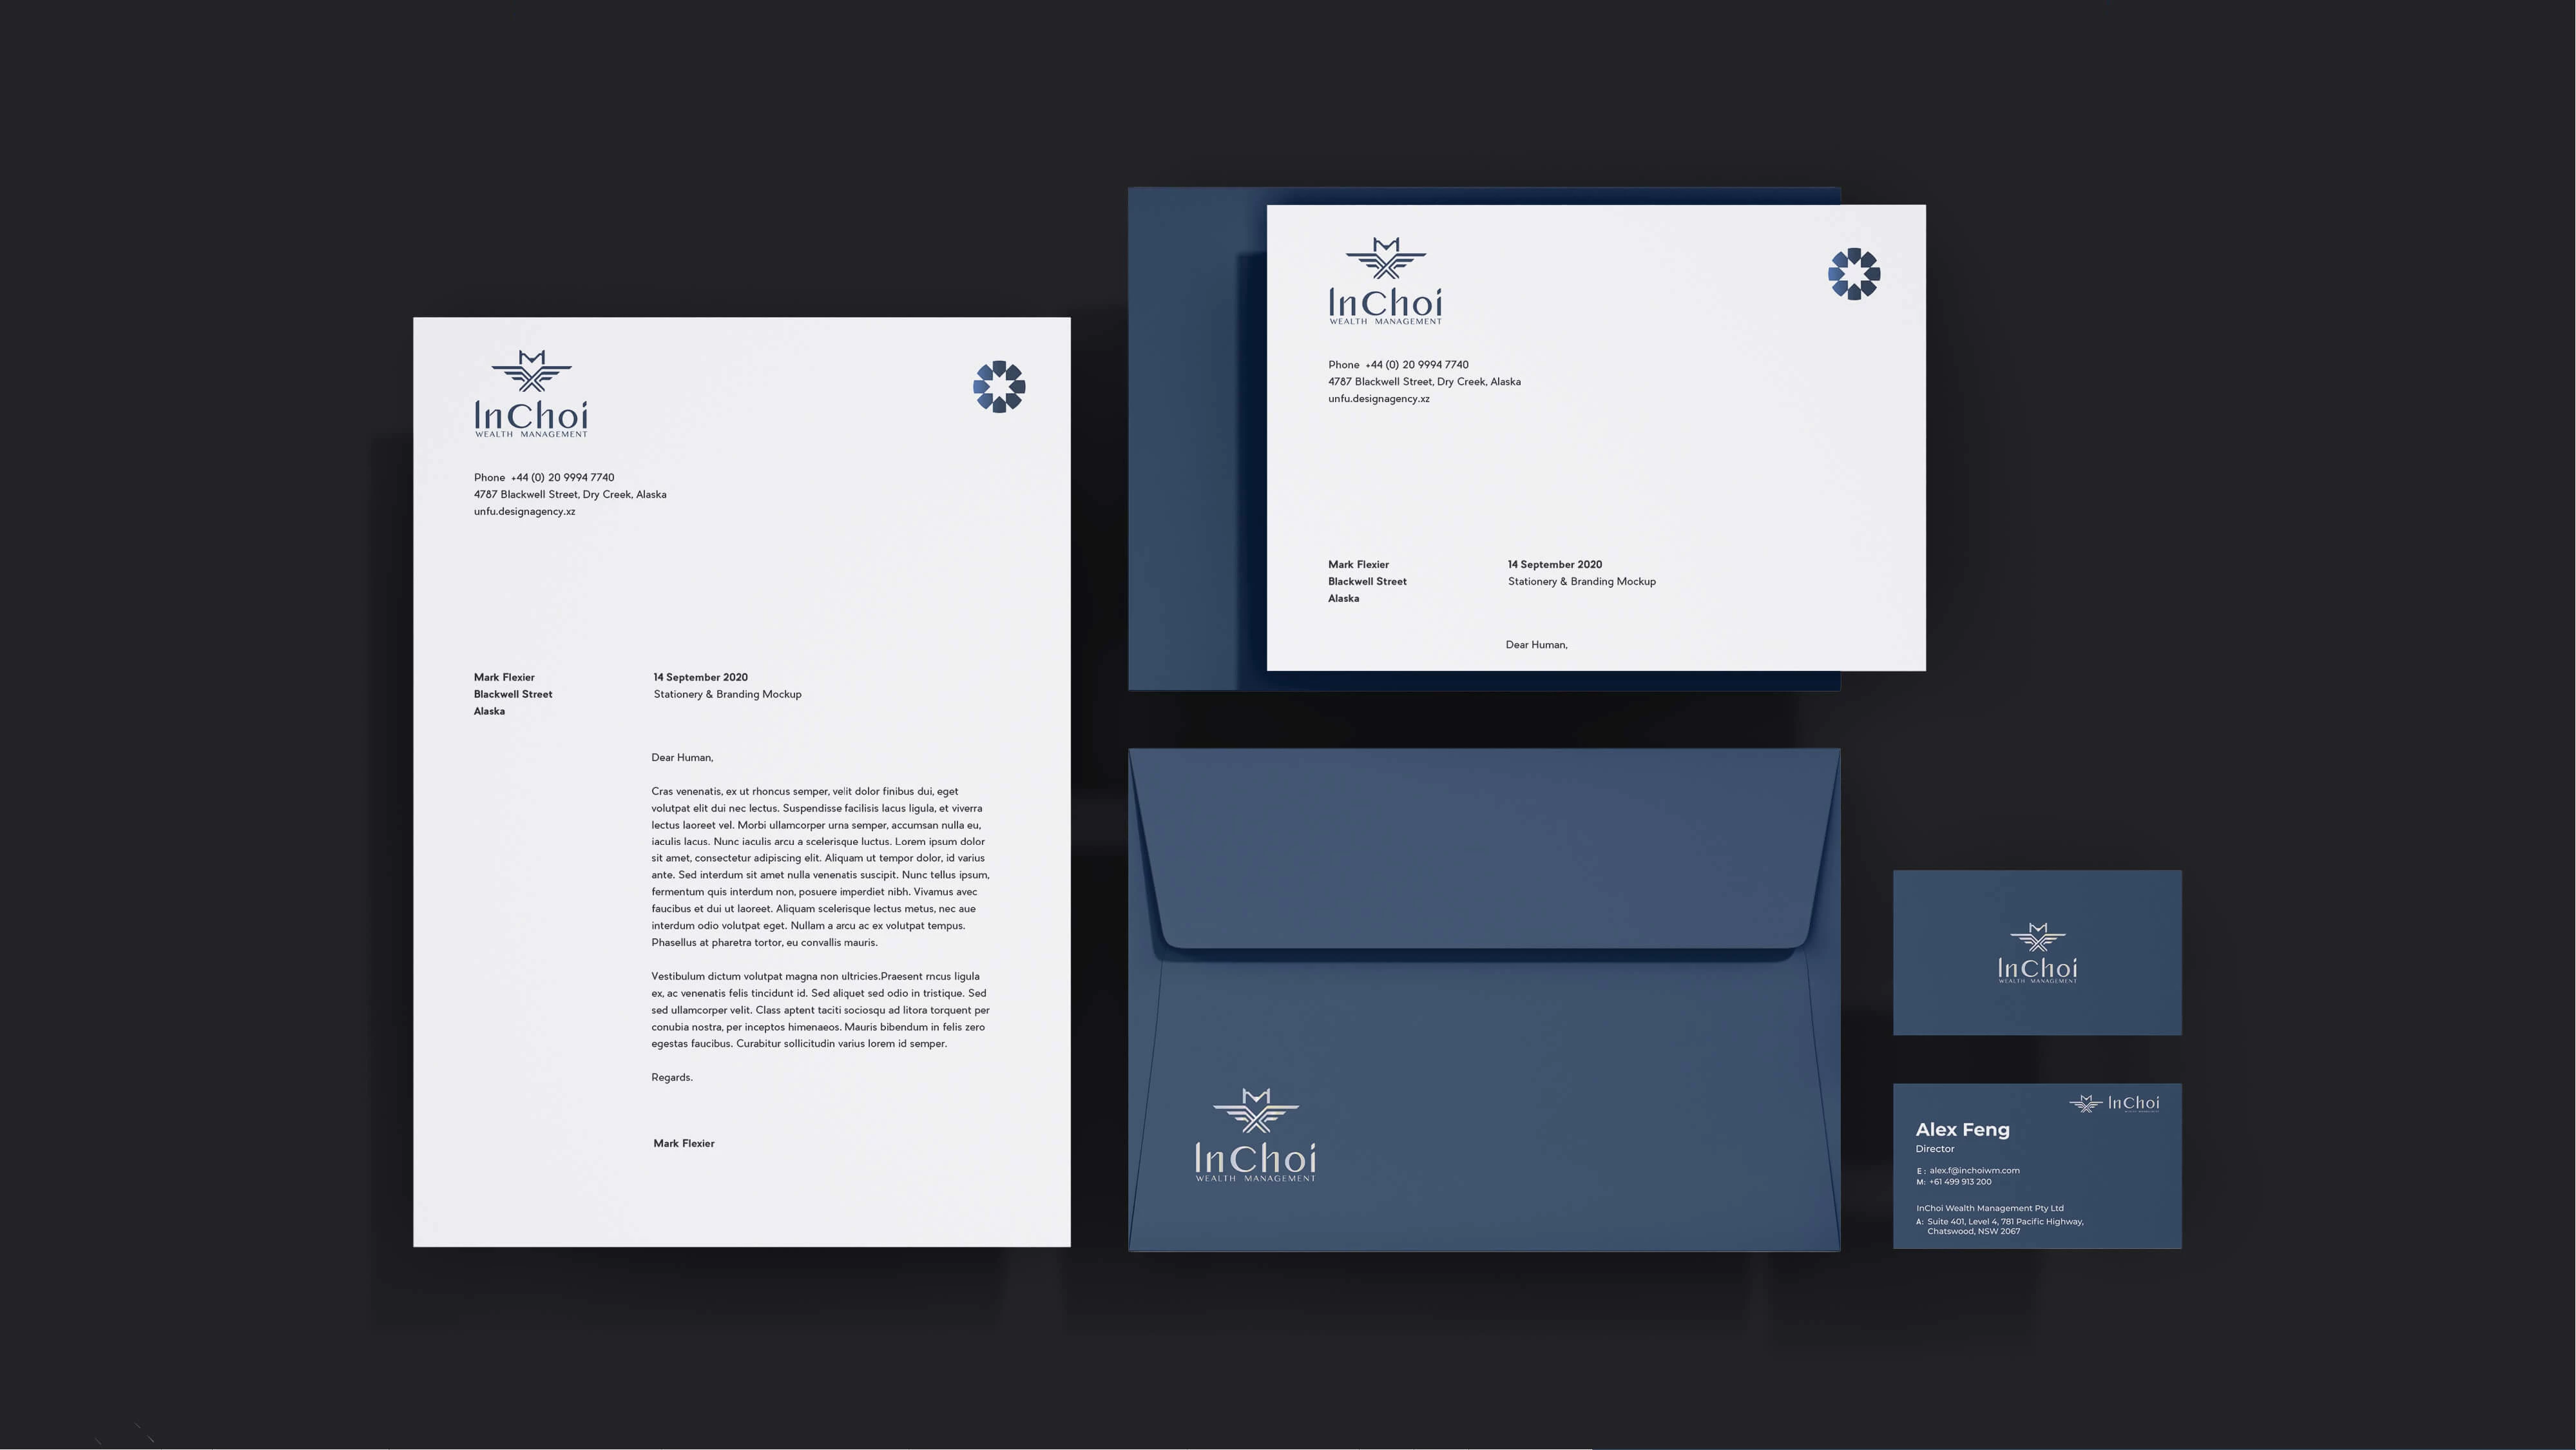 InChoi
WEALTH MANAGEMENT
Phone +44 (0) 20 9994 7740
4787 Blackwell Street, Dry Creek, Alaska
unfu.designagency.xz
Mark Flexier
Blackwell Street
Alaska
14 September 2020
Stationery & Branding Mockup
Dear Human,
Cras venenatis, ex ut rhoncus semper, velit dolor finibus dui, eget
volutpat elit dui nec lectus. Suspendisse facilisis lacus ligula, et viverra
lectus laoreet vel. Morbi ullamcorper urna semper, accumsan nulla eu,
iaculis lacus. Nunc iaculis arcu a scelerisque luctus. Lorem ipsum dolor
sit amet, consectetur adipiscing elit. Aliquam ut tempor dolor, id varius
ante. Sed interdum sit amet nulla venenatis suscipit. Nunc tellus ipsum,
fermentum quis interdum non, posuere imperdiet nibh. Vivamus avec
faucibus et dui ut laoreet. Aliquam scelerisque lectus metus, nec aue
interdum odio volutpat eget. Nullam a arcu ac ex volutpat tempus.
Phasellus at pharetra tortor, eu convallis mauris.
Vestibulum dictum volutpat magna non ultricies.Praesent rncus ligula
ex, ac venenatis felis tincidunt id. Sed aliquet sed odio in tristique. Sed
sed ullamcorper velit. Class aptent taciti sociosqu ad litora torquent per
conubia nostra, per inceptos himenaeos. Mauris bibendum in felis zero
egestas faucibus. Curabitur sollicitudin varius lorem id semper.
Regards.
Mark Flexier
InChoi
WEALTH MANAGEMENT
Phone +44 (0) 20 9994 7740
4787 Blackwell Street, Dry Creek, Alaska
unfu.designagency.xz
Mark Flexier
Blackwell Street
Alaska
14 September 2020
Stationery & Branding Mockup
Dear Human,
InChoi
WEALTH MANAGEMENT
InChoi
WEALTH MANAGEMENT
InChoi
Alex Feng
Director
E : alex.f@inchoiwm.com
M: +61 499 913 200
InChoi Wealth Management Pty Ltd
A: Suite 401, Level 4, 781 Pacific Highway,
Chatswood, NSW 2067